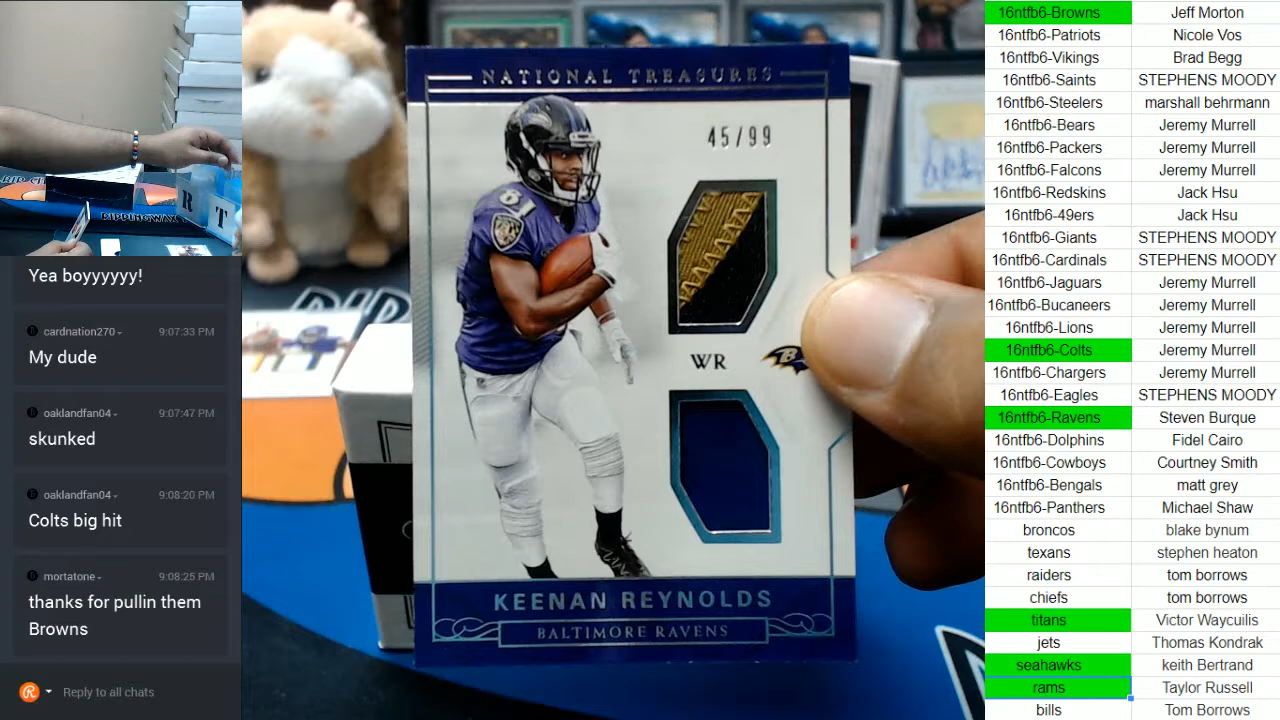 Yea boyyyyyy!
cardnation270
9:07:33 PM
My dude
oaklandfan04
9:07:47 PM
skunked
oaklandfan04
9:08:20 PM
Colts big hit
mortatone
9:08:25 PM
thanks for pullin them
Browns
Reply to all chats
R T
NATIONAL TREASURES
45/99
81
WR
B
KEENAN REYNOLDS
BALTIMORE RAVENS
16ntfb6-Browns Jeff Morton
16ntfb6-Patriots Nicole Vos
16ntfb6-Vikings Brad Begg
16ntfb6-Saints STEPHENS MOODY
16ntfb6-Steelers marshall behrmann
16ntfb6-Bears Jeremy Murrell
16ntfb6-Packers Jeremy Murrell
16ntfb6-Falcons Jeremy Murrell
16ntfb6-Redskins Jack Hsu
16ntfb6-49ers Jack Hsu
16ntfb6-Giants STEPHENS MOODY
16ntfb6-Cardinals STEPHENS MOODY
16ntfb6-Jaguars Jeremy Murrell
16ntfb6-Bucaneers Jeremy Murrell
16ntfb6-Lions Jeremy Murrell
16ntfb6-Colts Jeremy Murrell
16ntfb6-Chargers Jeremy Murrell
16ntfb6-Eagles STEPHENS MOODY
16ntfb6-Ravens Steven Burque
16ntfb6-Dolphins Fidel Cairo
16ntfb6-Cowboys Courtney Smith
16ntfb6-Bengals matt grey
16ntfb6-Panthers Michael Shaw
broncos blake bynum
texans stephen heaton
raiders tom borrows
chiefs tom borrows
titans Victor Waycuilis
jets Thomas Kondrak
seahawks keith Bertrand
rams Taylor Russell
bills Tom Borrows